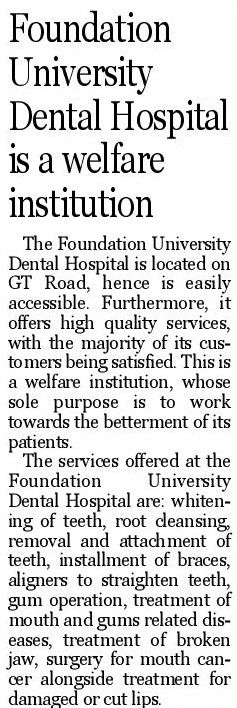 Foundation
University
Dental Hospital
is a welfare
institution
The Foundation University
Dental Hospital is located on
GT Road, hence is easily
accessible. Furthermore, it
offers high quality services,
with the majority of its cus-
tomers being satisfied. This is
a welfare institution, whose
sole purpose is to work
towards the betterment of its
patients.
The services offered at the
Foundation University
Dental Hospital are: whiten-
ing of teeth, root cleansing,
removal and attachment of
teeth, installment of braces,
aligners to straighten teeth,
gum operation, treatment of
mouth and gums related dis-
eases, treatment of broken
jaw, surgery for mouth can-
cer alongside treatment for
damaged or cut lips.